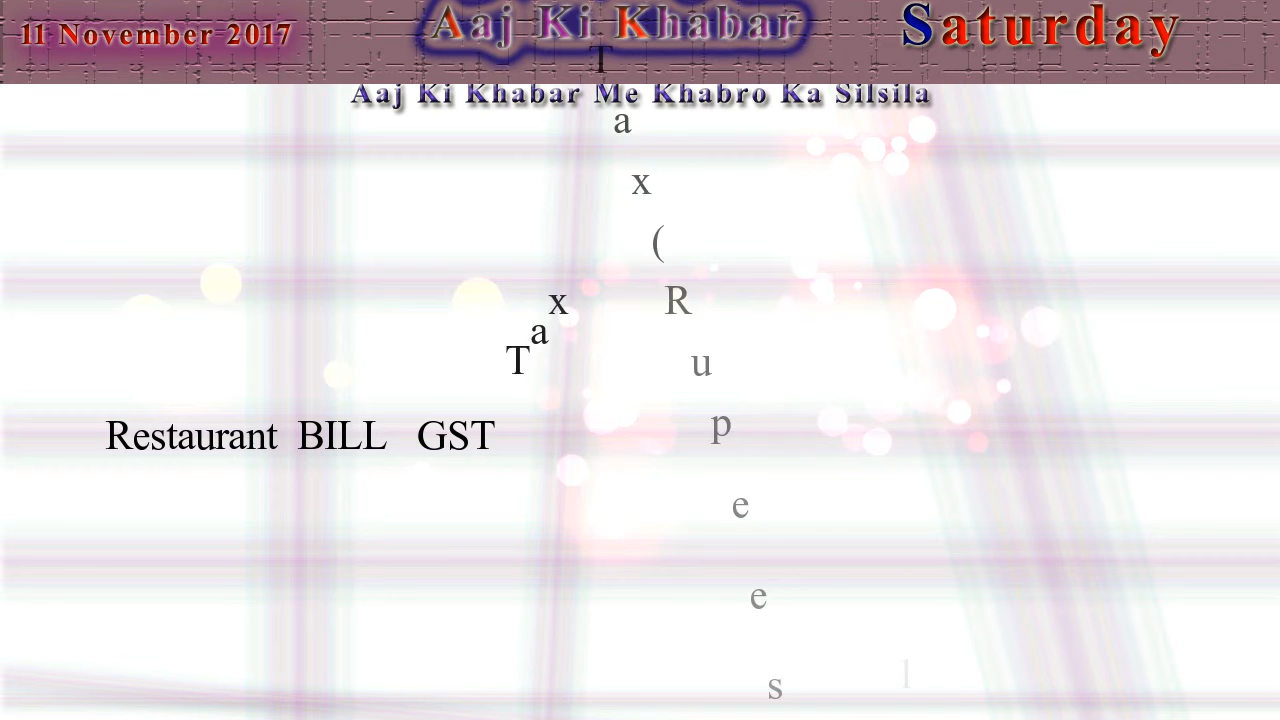 11 November 2017 Aaj Ki Khabar Saturday
Aaj Ki Khabar Me Khabro Ka Silsila
Restaurant BILL GST Tax Tax (Rupees l